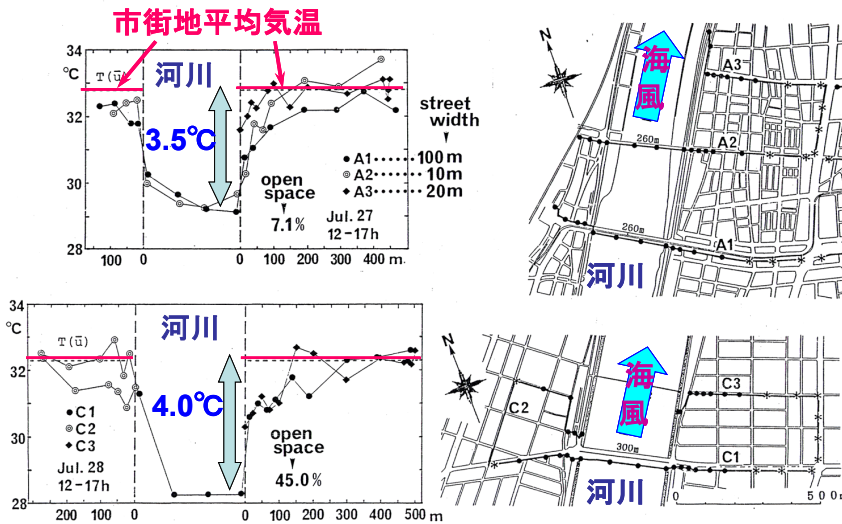 市街地平均気温
℃
34
32
30
28
T(ū)
河川
3.5℃
street
width
A1・・・・・・100m
A2・・・・・・10m
A3・・・・・・20m
open
space
7.1%
Jul. 27
12-17h
100
0
0
100
200
300
400 m
N
海風
A3
260m
A2
260m
A1
河川
℃
34
32
30
28
T(ū)
河川
4.0℃
C1
C2
C3
Jul. 28
12-17h
open
space
45.0%
200
100
0
0
100
200
300
400
500 m
N
海風
C2
C3
300m
C1
河川
0
500m